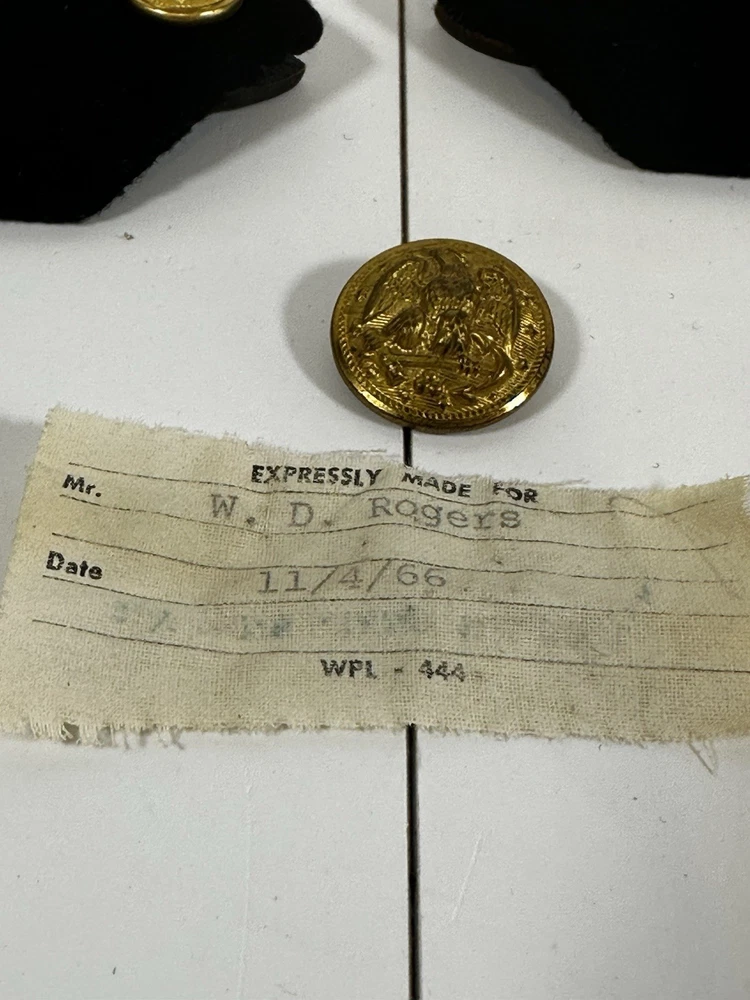 EXPRESSLY MADE FOR
Mr. W. D. Rogers
Date 11/4/66
WPL - 444